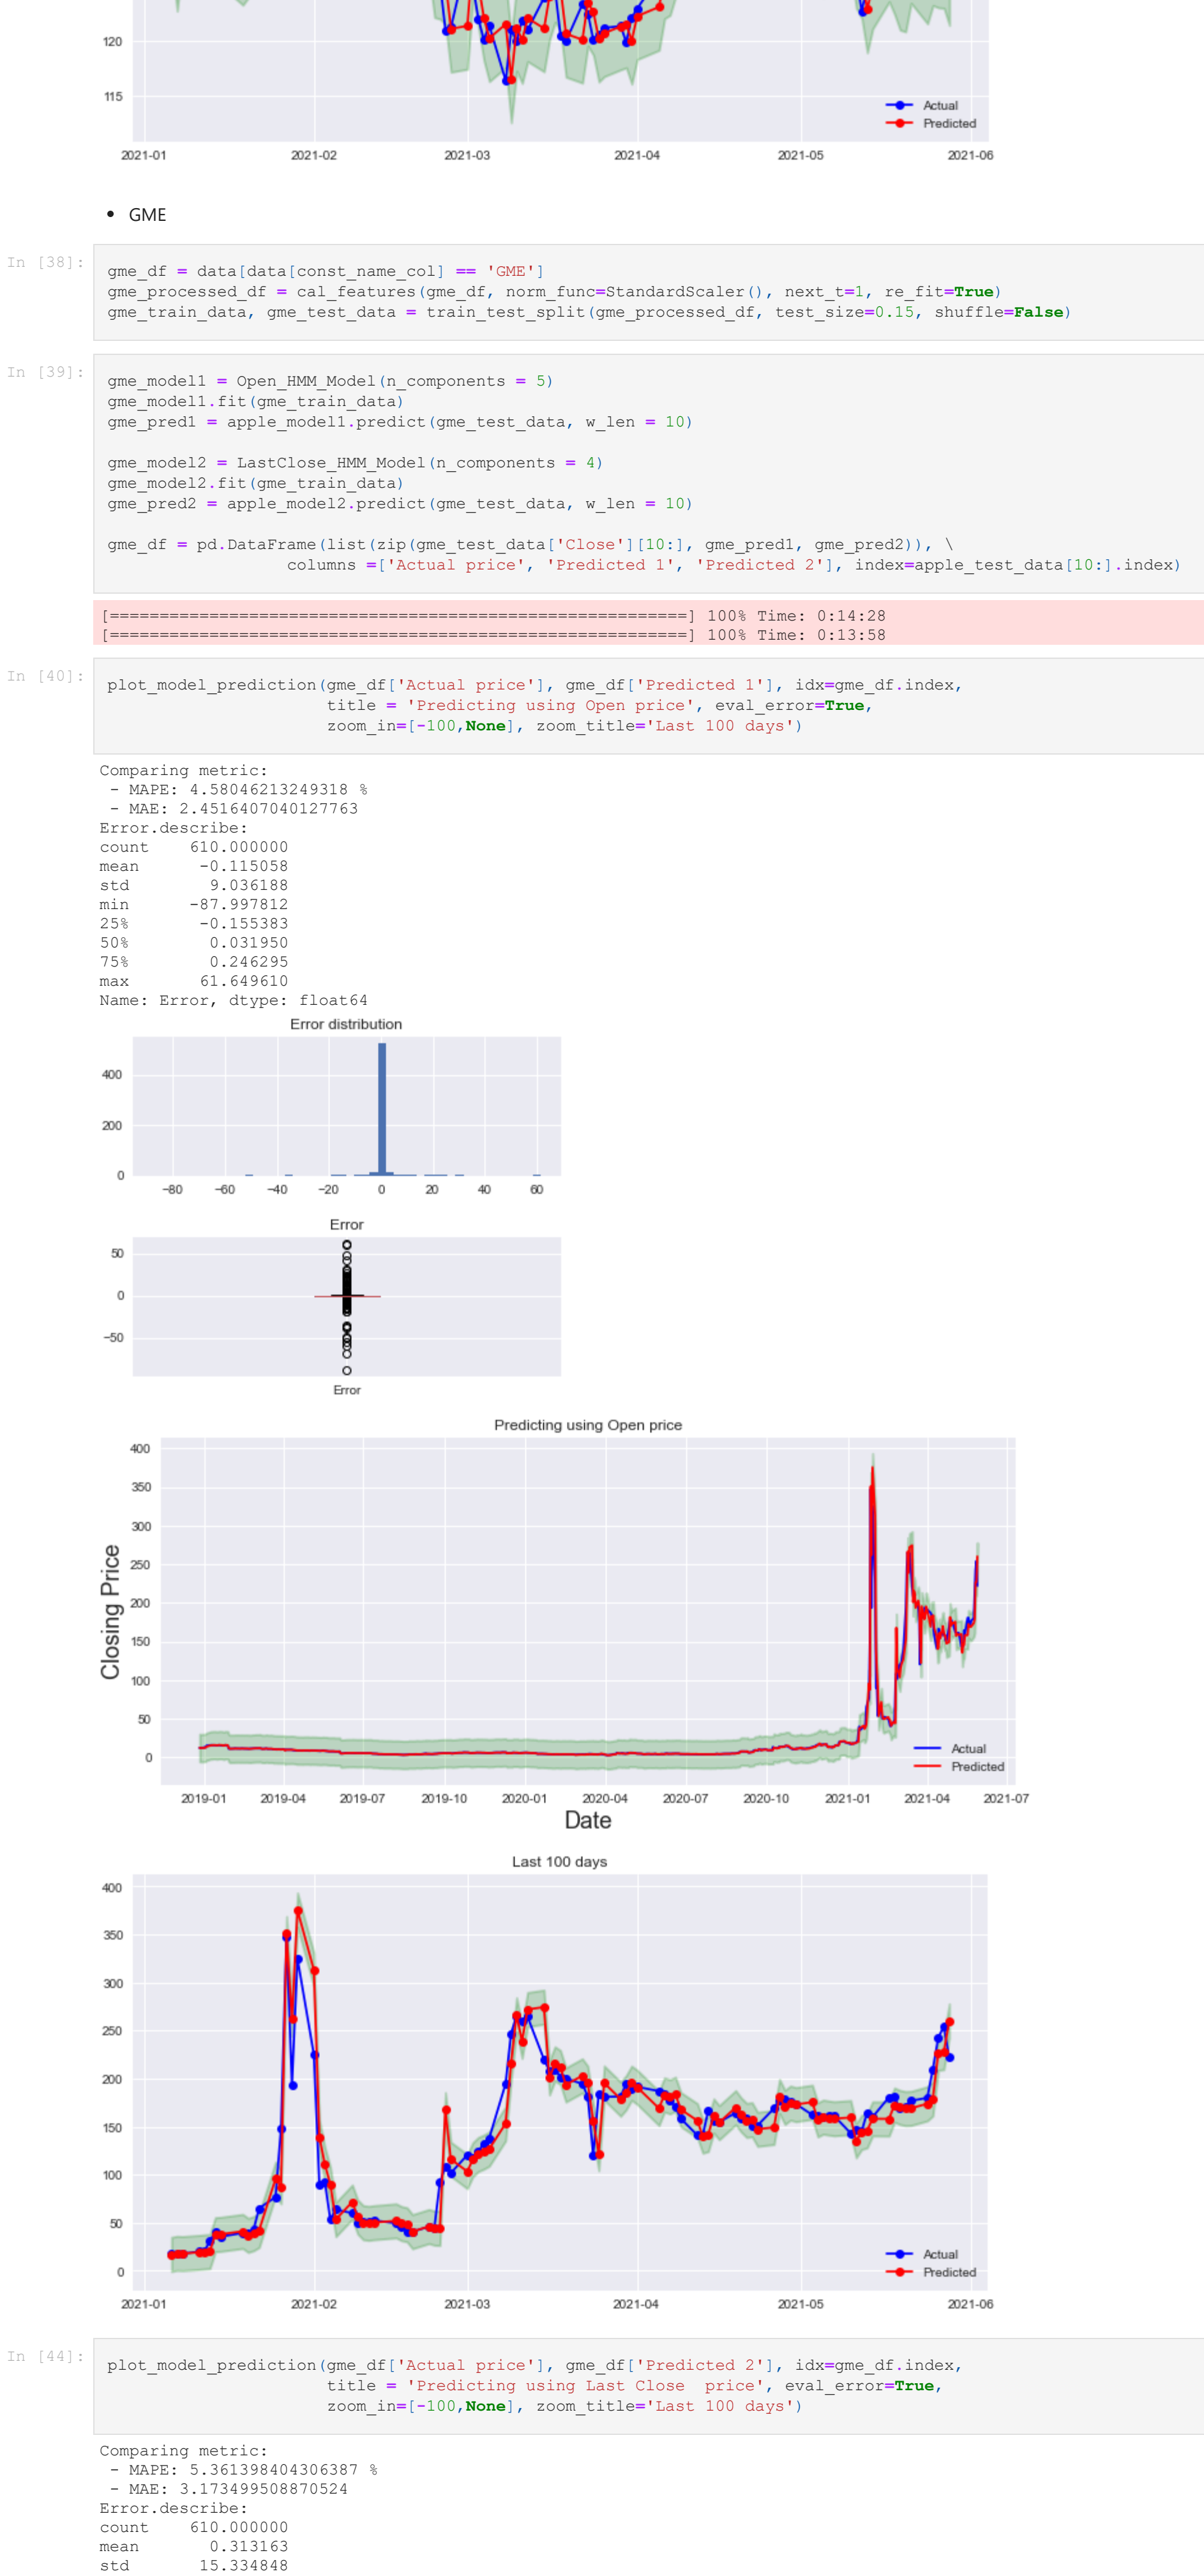 120
115
Actual
Predicted
2021-01 2021-02 2021-03 2021-04 2021-05 2021-06
• GME
In [38]:
gme_df = data[data[const_name_col] == 'GME']
gme_processed_df = cal_features(gme_df, norm_func=StandardScaler(), next_t=1, re_fit=True)
gme_train_data, gme_test_data = train_test_split(gme_processed_df, test_size=0.15, shuffle=False)
In [39]:
gme_model1 = Open_HMM_Model(n_components = 5)
gme_model1.fit(gme_train_data)
gme_pred1 = apple_model1.predict(gme_test_data, w_len = 10)
gme_model2 = LastClose_HMM_Model(n_components = 4)
gme_model2.fit(gme_train_data)
gme_pred2 = apple_model2.predict(gme_test_data, w_len = 10)
gme_df = pd.DataFrame(list(zip(gme_test_data['Close'][10:], gme_pred1, gme_pred2)), \
columns =['Actual price', 'Predicted 1', 'Predicted 2'], index=apple_test_data[10:].index)
[==========================================================] 100% Time: 0:14:28
[==========================================================] 100% Time: 0:13:58
In [40]:
plot_model_prediction(gme_df['Actual price'], gme_df['Predicted 1'], idx=gme_df.index,
title = 'Predicting using Open price', eval_error=True,
zoom_in=[-100,None], zoom_title='Last 100 days')
Comparing metric:
- MAPE: 4.58046213249318 %
- MAE: 2.4516407040127763
Error.describe:
count 610.000000
mean -0.115058
std 9.036188
min -87.997812
25% -0.155383
50% 0.031950
75% 0.246295
max 61.649610
Name: Error, dtype: float64
Error distribution
400
200
0
−80 −60 −40 −20 0 20 40 60
Error
50
0
−50
Error
Predicting using Open price
400
350
300
250
200
150
100
50
0
Closing Price
Actual
Predicted
2019-01 2019-04 2019-07 2019-10 2020-01 2020-04 2020-07 2020-10 2021-01 2021-04 2021-07
Date
Last 100 days
400
350
300
250
200
150
100
50
0
Actual
Predicted
2021-01 2021-02 2021-03 2021-04 2021-05 2021-06
In [44]:
plot_model_prediction(gme_df['Actual price'], gme_df['Predicted 2'], idx=gme_df.index,
title = 'Predicting using Last Close  price', eval_error=True,
zoom_in=[-100,None], zoom_title='Last 100 days')
Comparing metric:
- MAPE: 5.361398404306387 %
- MAE: 3.173499508870524
Error.describe:
count 610.000000
mean 0.313163
std 15.334848